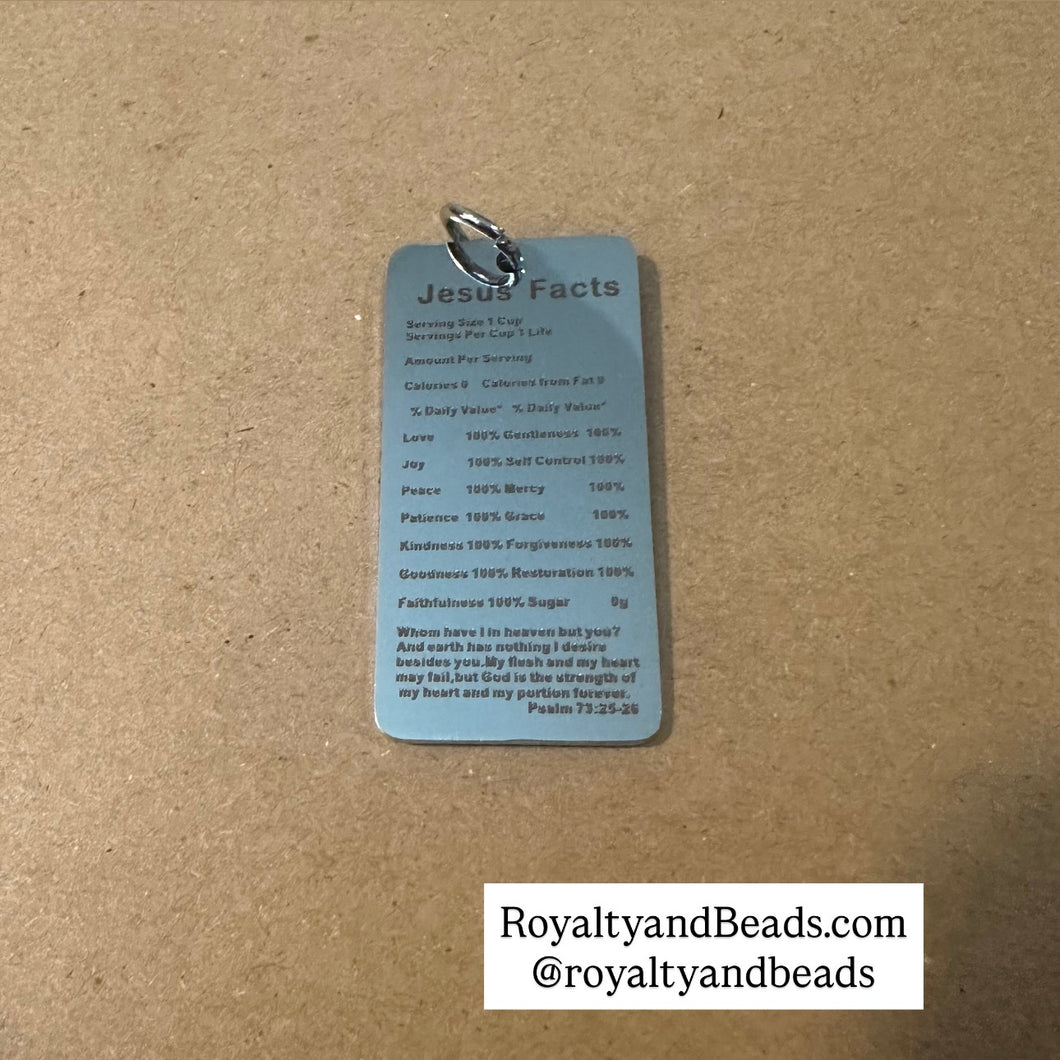 Jesus Facts
Serving Size 1 Cup
Servings Per Cup 1 Life
Amount Per Serving
Calories 0 Calories from Fat 0
% Daily Value* % Daily Value*
Love 100% Gentleness 100%
Joy 100% Self Control 100%
Peace 100% Mercy 100%
Patience 100% Grace 100%
Kindness 100% Forgiveness 100%
Goodness 100% Restoration 100%
Faithfulness 100% Sugar 0g
Whom have I in heaven but you?
And earth has nothing I desire
besides you.My flesh and my heart
may fail,but God is the strength of
my heart and my portion forever.
Psalm 73:25-26
RoyaltyandBeads.com
@royaltyandbeads